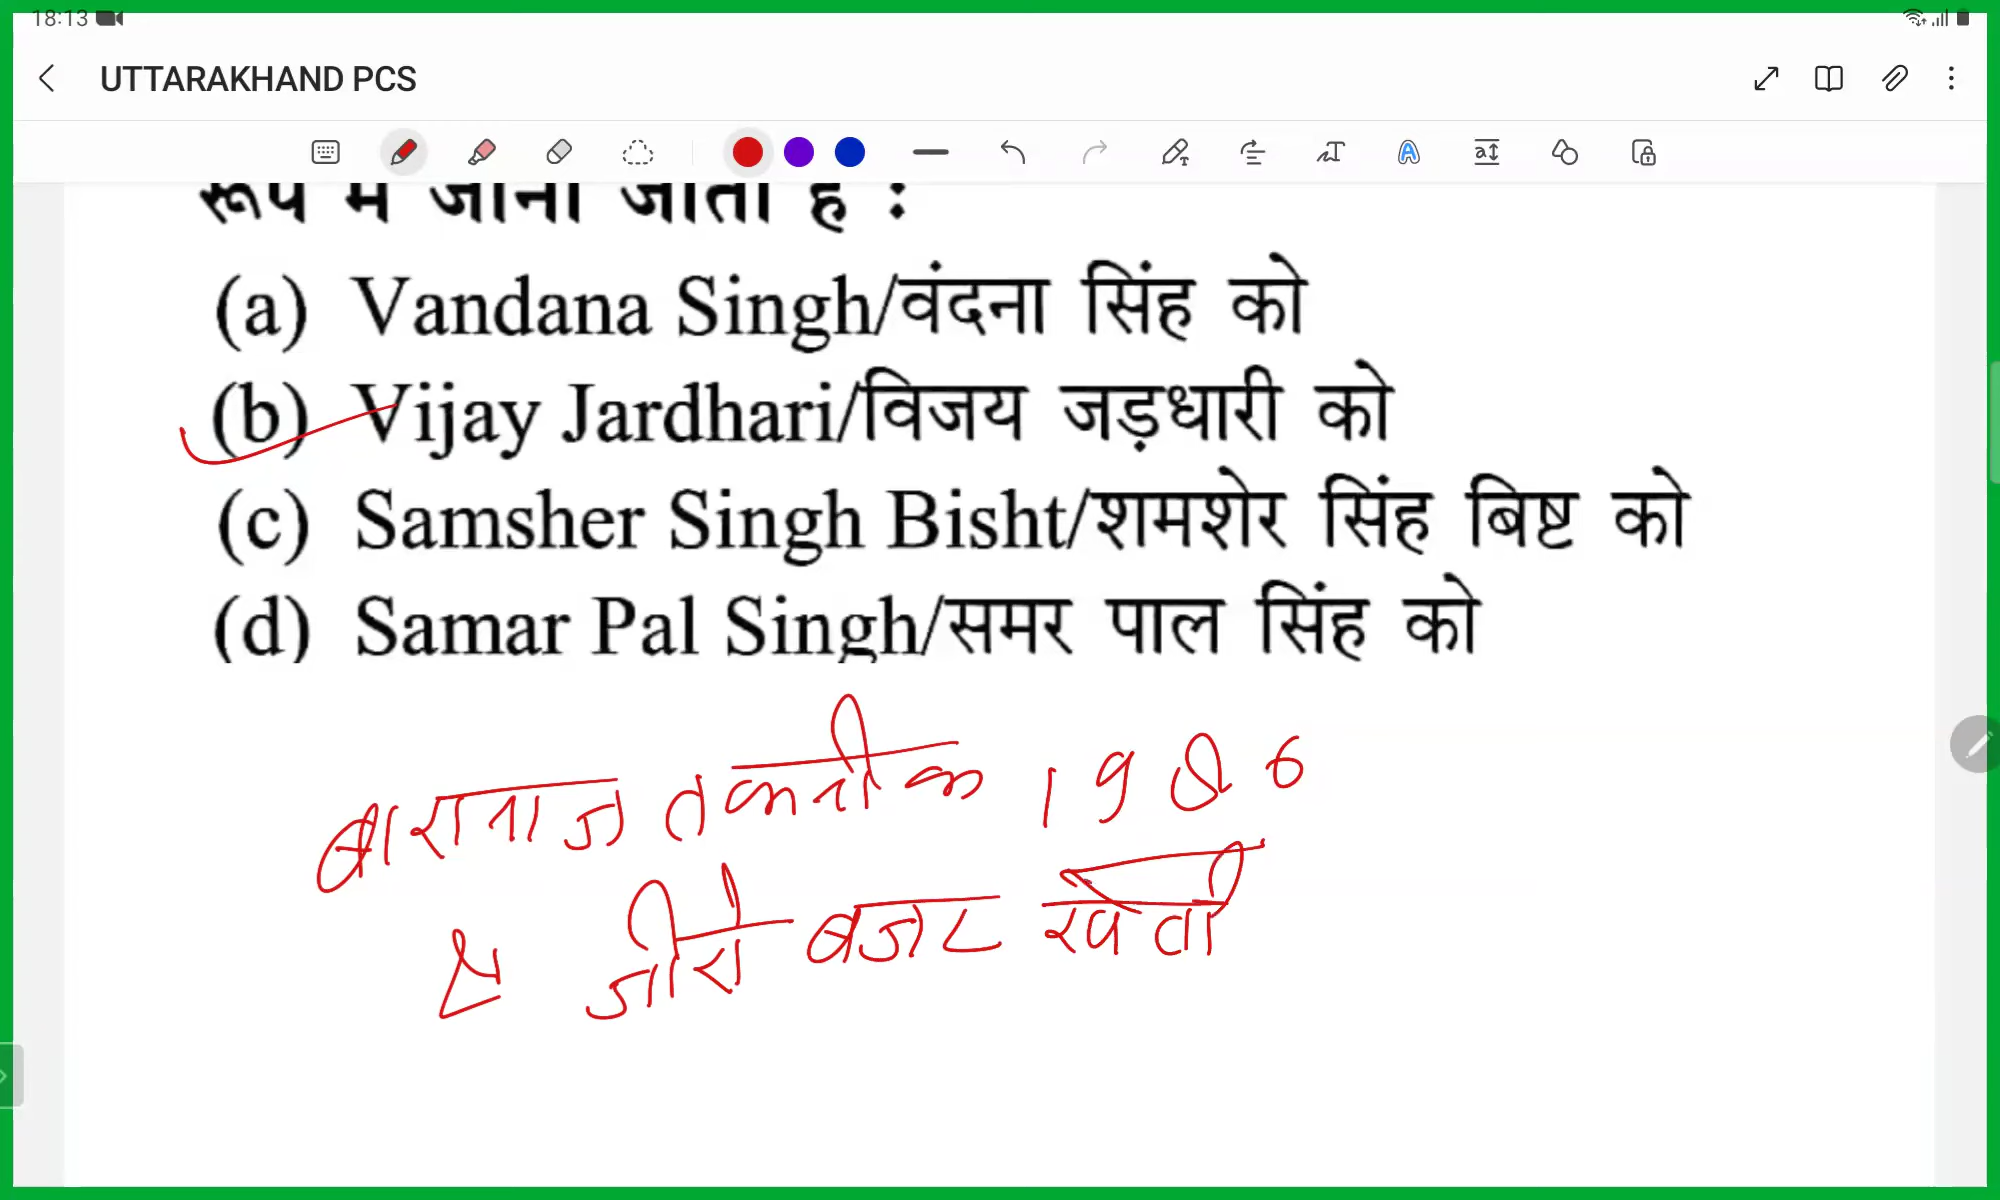 18:13
UTTARAKHAND PCS
रूप में जाना जाता है :
(a) Vandana Singh/वंदना सिंह को
(b) Vijay Jardhari/विजय जड़धारी को
(c) Samsher Singh Bisht/शमशेर सिंह बिष्ट को
(d) Samar Pal Singh/समर पाल सिंह को
बारानाजा तकनीक 1986
जीरो बजट खेती